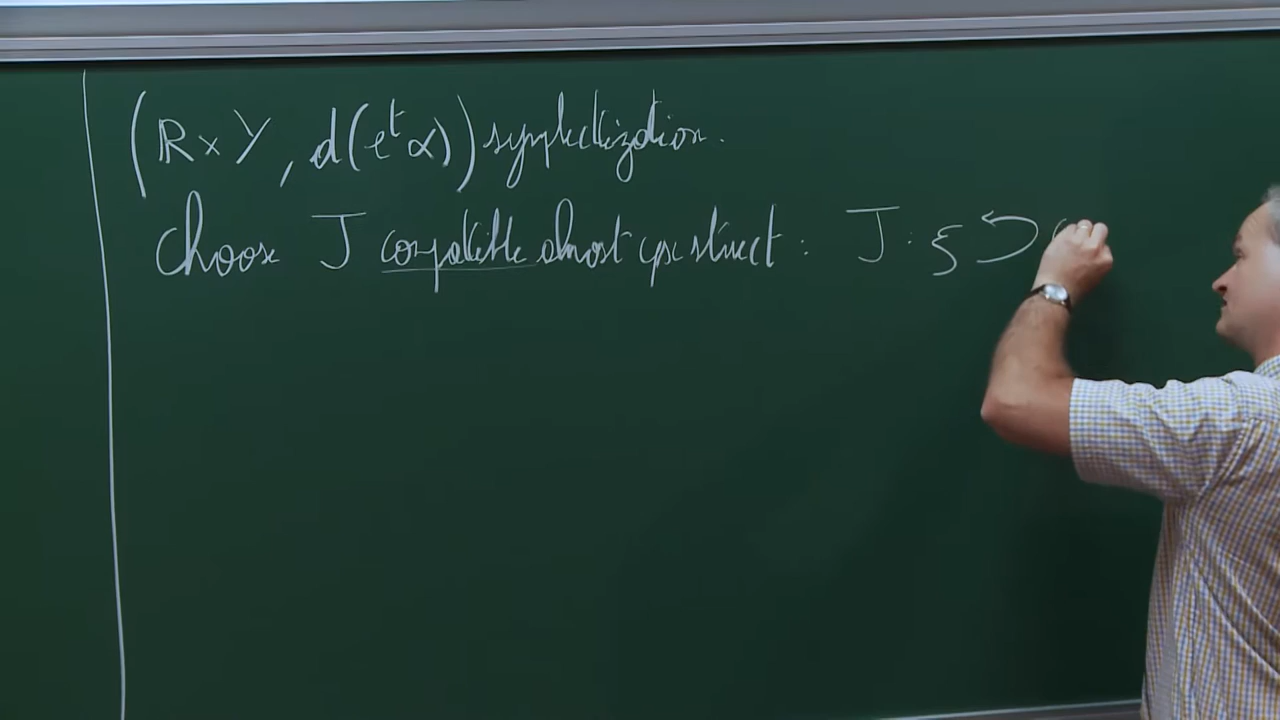 (R × Y, d(e^t α)) symplectization.
choose J compatible almost cpx struct : J : ξ ↺